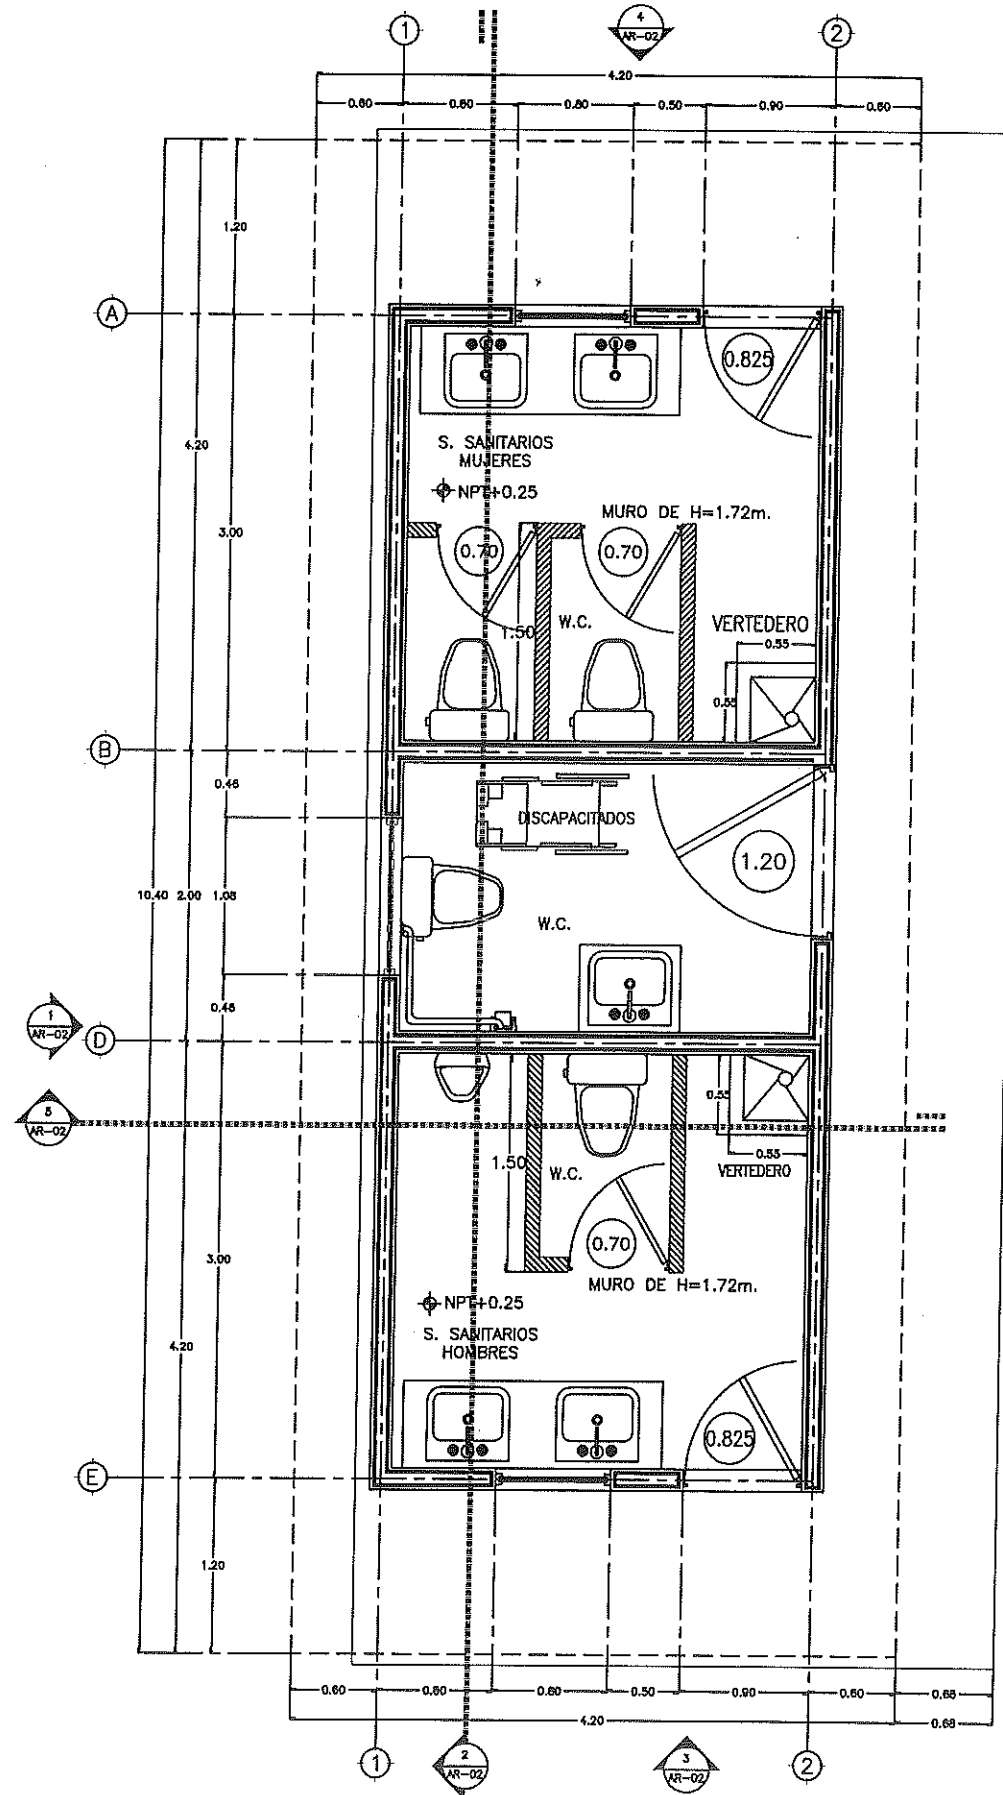 1
4
AR-02
2
4.20
0.60
0.80
0.80
0.50
0.90
0.60
1.20
A
0.825
4.20
S. SANITARIOS
MUJERES
NPT+0.25
MURO DE H=1.72m.
3.00
0.70
0.70
1.50
W.C.
VERTEDERO
0.55
0.55
B
0.46
DISCAPACITADOS
1.20
10.40
2.00
1.08
W.C.
0.46
1
AR-02
D
5
AR-02
0.55
0.55
1.50
W.C.
VERTEDERO
0.70
3.00
MURO DE H=1.72m.
NPT+0.25
S. SANITARIOS
HOMBRES
4.20
0.825
E
1.20
0.60
0.80
0.80
0.50
0.90
0.60
0.68
4.20
0.68
1
2
AR-02
3
AR-02
2